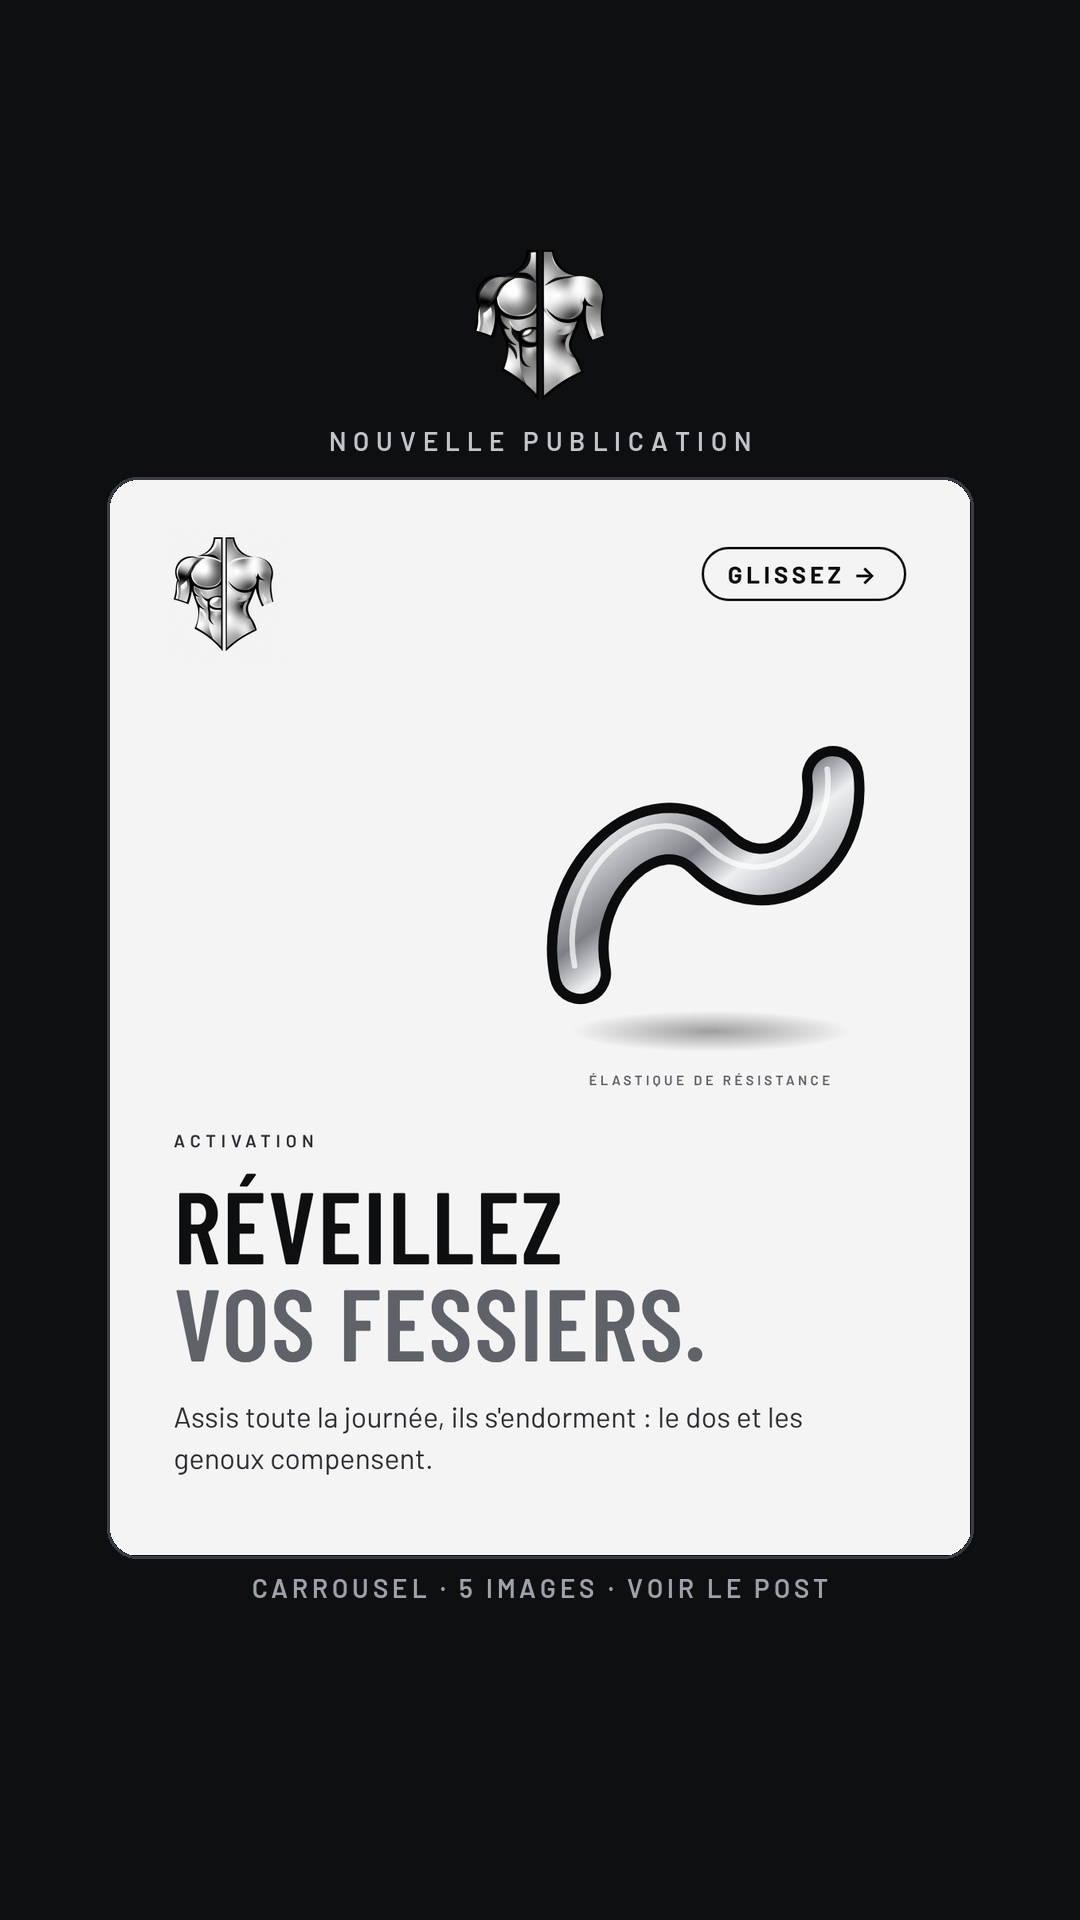 NOUVELLE PUBLICATION
GLISSEZ →
ÉLASTIQUE DE RÉSISTANCE
ACTIVATION
RÉVEILLEZ
VOS FESSIERS.
Assis toute la journée, ils s'endorment : le dos et les
genoux compensent.
CARROUSEL · 5 IMAGES · VOIR LE POST